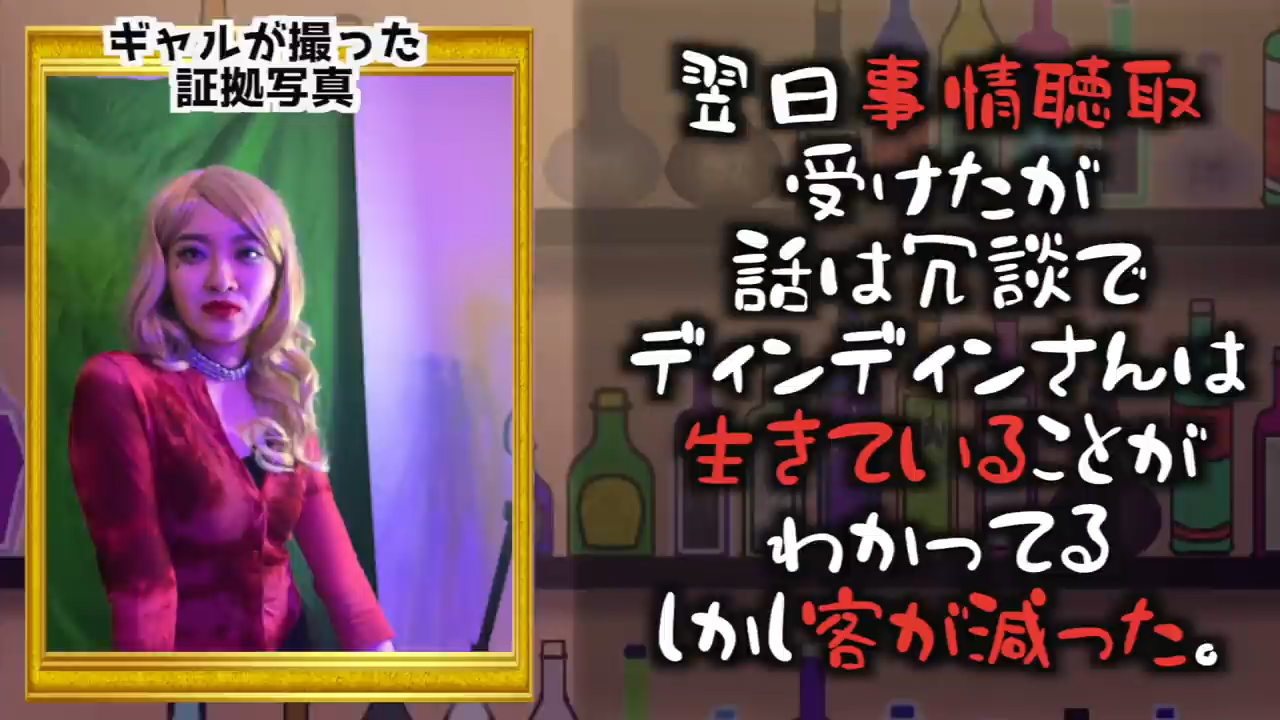 ギャルが撮った
証拠写真
翌日事情聴取
受けたが
話は冗談で
ディンディンさんは
生きていることが
わかってる
しかし客が減った。